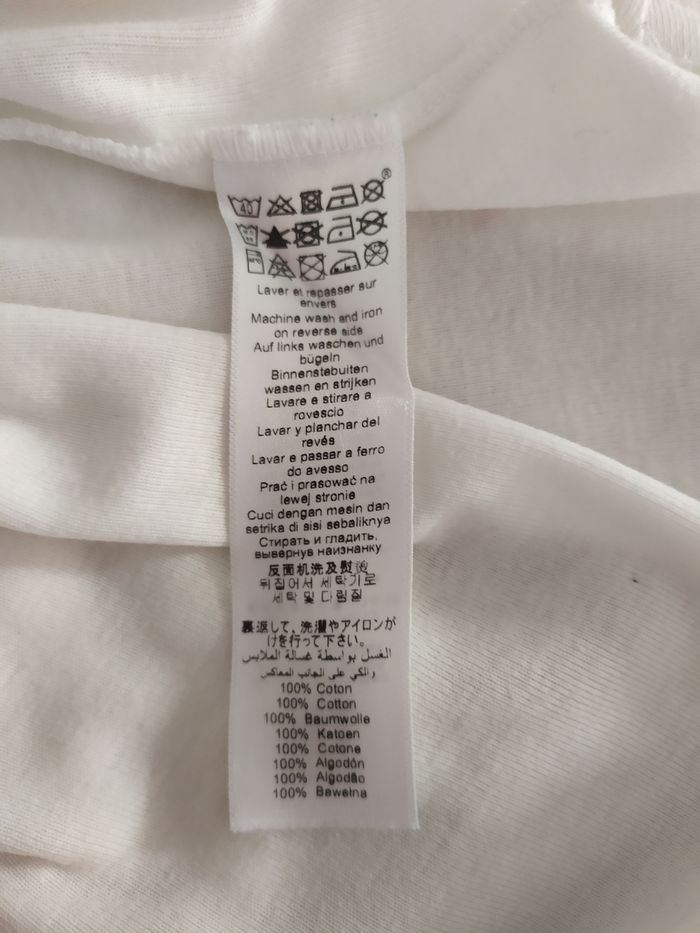 ®
40
Laver et repasser sur
envers
Machine wash and iron
on reverse side
Auf links waschen und
bügeln
Binnenstebuiten
wassen en strijken
Lavare e stirare a
rovescio
Lavar y planchar del
revés
Lavar e passar a ferro
do avesso
Prać i prasować na
lewej stronie
Cuci dengan mesin dan
setrika di sisi sebaliknya
Стирать и гладить,
вывернув наизнанку
反面机洗及熨烫
뒤집어서 세탁기로
세탁 및 다림질
裏返して、洗濯やアイロンが
けを行って下さい。
الغسل بواسطة غسالة الملابس
والكي على الجانب المعاكس
100% Coton
100% Cotton
100% Baumwolle
100% Katoen
100% Cotone
100% Algodón
100% Algodão
100% Bawełna